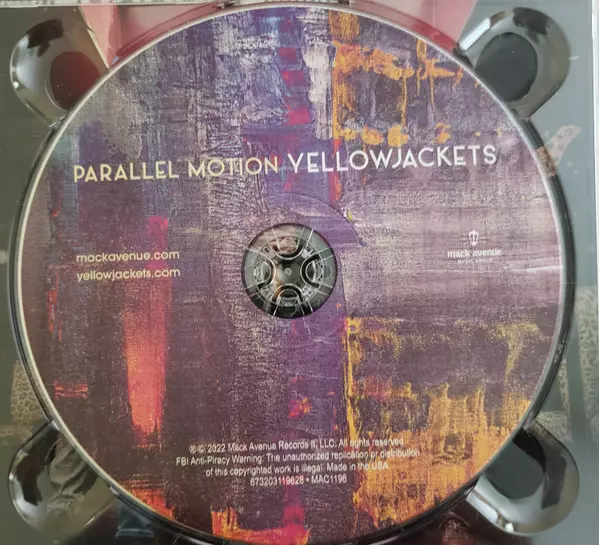 PARALLEL MOTION YELLOWJACKETS
mackavenue.com
yellowjackets.com
mack avenue
MUSIC GROUP
℗ © 2022 Mack Avenue Records II, LLC. All rights reserved.
FBI Anti-Piracy Warning: The unauthorized replication or distribution
of this copyrighted work is illegal. Made in the USA
673203119628 • MAC1196